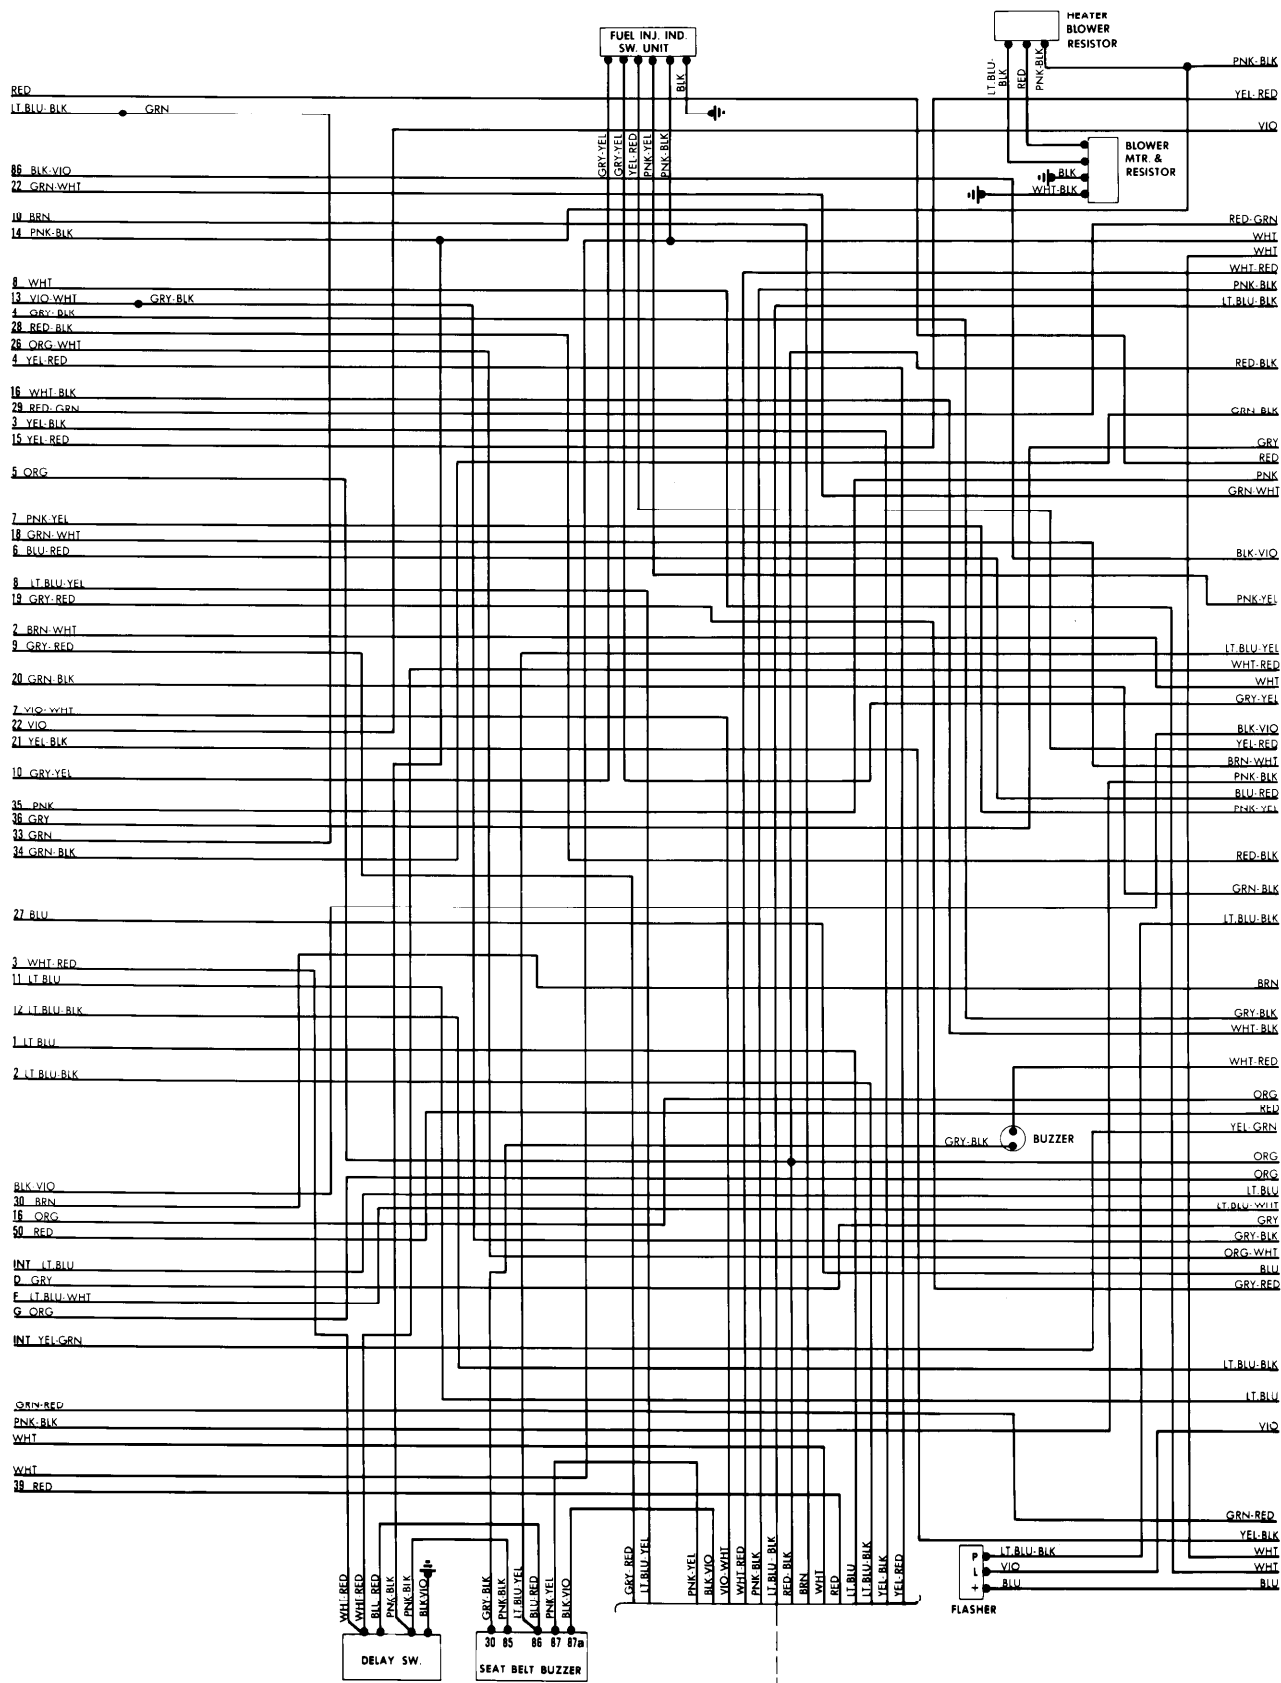 FUEL INJ. IND.
SW. UNIT
HEATER
BLOWER
RESISTOR
BLK
LT.BLU-
BLK
RED
PNK-BLK
GRY-YEL
GRY-YEL
YEL-RED
PNK-YEL
PNK-BLK
BLOWER
MTR. &
RESISTOR
BLK
WHT-BLK
RED
LT.BLU-BLK GRN
86 BLK-VIO
22 GRN-WHT
10 BRN
14 PNK-BLK
8 WHT
13 VIO-WHT GRY-BLK
4 GRY-BLK
28 RED-BLK
26 ORG-WHT
4 YEL-RED
16 WHT-BLK
29 RED-GRN
3 YEL-BLK
15 YEL-RED
5 ORG
7 PNK-YEL
18 GRN-WHT
6 BLU-RED
8 LT.BLU-YEL
19 GRY-RED
2 BRN-WHT
9 GRY-RED
20 GRN-BLK
7 VIO-WHT
22 VIO
21 YEL-BLK
10 GRY-YEL
35 PNK
36 GRY
33 GRN
34 GRN-BLK
27 BLU
3 WHT-RED
11 LT.BLU
12 LT.BLU-BLK
1 LT BLU
2 LT BLU-BLK
BLK-VIO
30 BRN
16 ORG
50 RED
INT LT.BLU
D GRY
F LT BLU-WHT
G ORG
INT YEL-GRN
GRN-RED
PNK-BLK
WHT
WHT
39 RED
PNK-BLK
YEL-RED
VIO
RED-GRN
WHT
WHT
WHT-RED
PNK-BLK
LT.BLU-BLK
RED-BLK
GRN-BLK
GRY
RED
PNK
GRN-WHT
BLK-VIO
PNK-YEL
LT.BLU-YEL
WHT-RED
WHT
GRY-YEL
BLK-VIO
YEL-RED
BRN-WHT
PNK-BLK
BLU-RED
PNK-YEL
RED-BLK
GRN-BLK
LT.BLU-BLK
BRN
GRY-BLK
WHT-BLK
WHT-RED
ORG
RED
YEL-GRN
GRY-BLK BUZZER
ORG
ORG
LT.BLU
LT.BLU-WHT
GRY
GRY-BLK
ORG-WHT
BLU
GRY-RED
LT.BLU-BLK
LT.BLU
VIO
GRN-RED
YEL-BLK
WHT
WHT
BLU
WHT-RED
WHT-RED
BLU-RED
PNK-BLK
PNK-BLK
BLKVIO
DELAY SW.
GRY-BLK
PNK-BLK
LT.BLU-YEL
BLU-RED
PNK-YEL
BLK-VIO
30 85 86 87 87a
SEAT BELT BUZZER
GRY-RED
LT.BLU-YEL
PNK-YEL
BLK-VIO
VIO-WHT
WHT-RED
PNK-BLK
LT.BLU-BLK
RED-BLK
BRN
WHT
RED
LT.BLU
LT.BLU-BLK
YEL-BLK
YEL-RED
P LT.BLU-BLK
L VIO
+ BLU
FLASHER